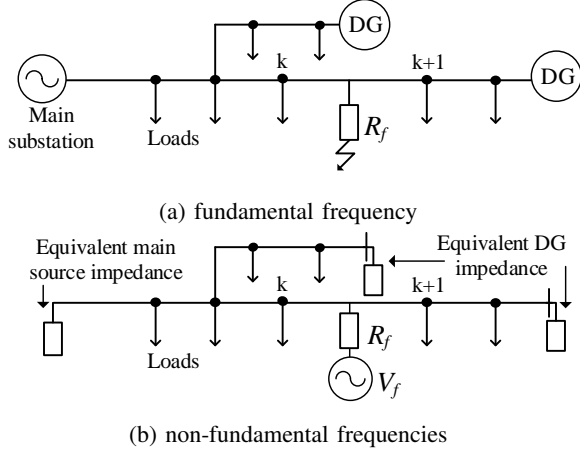 DG
k
k+1
DG
Main
substation
Loads
R_f
(a) fundamental frequency
Equivalent main
source impedance
Equivalent DG
impedance
k
k+1
Loads
R_f
V_f
(b) non-fundamental frequencies